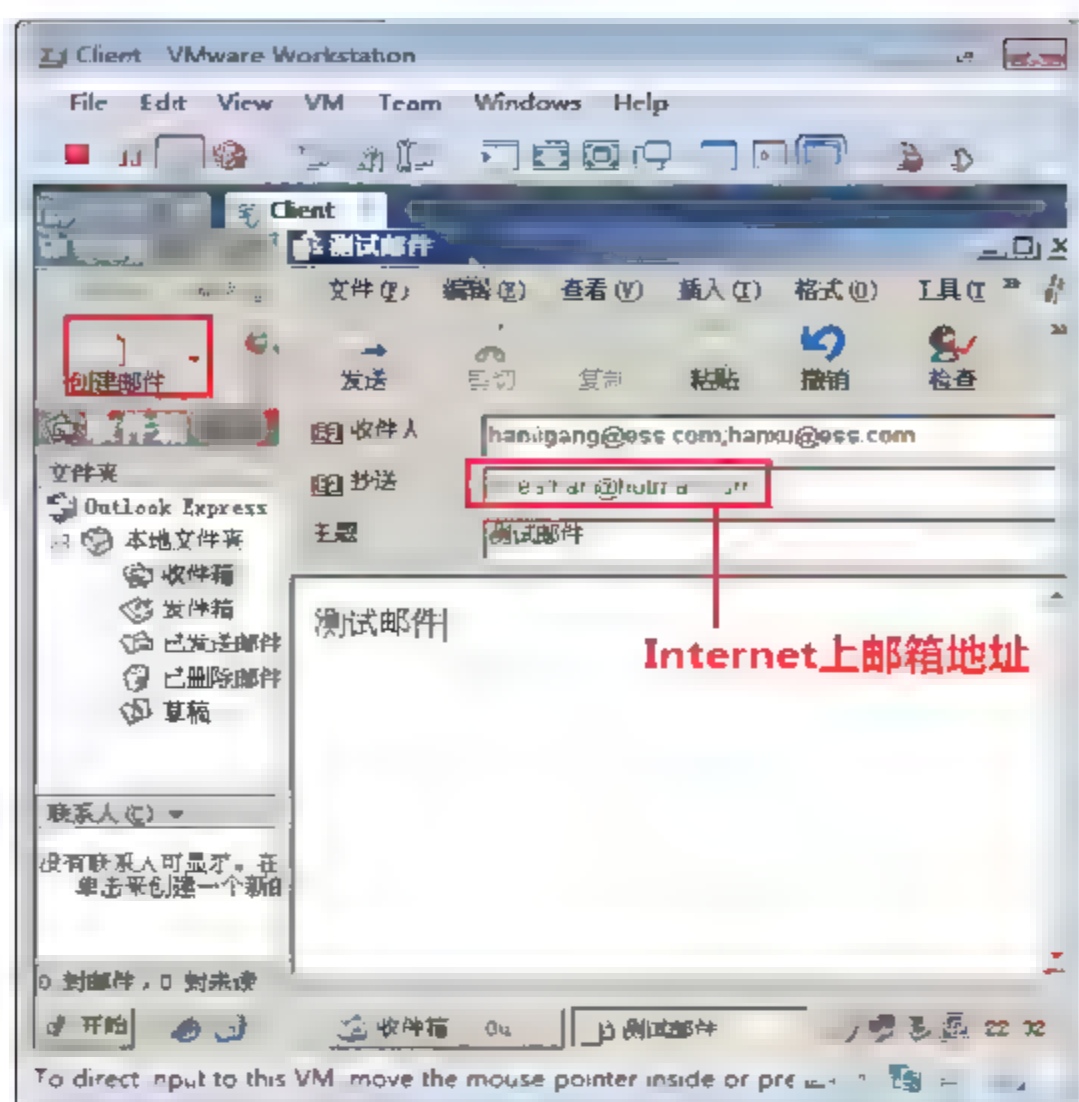 Client VMware Workstation
File Edit View VM Team Windows Help
Client
测试邮件
文件(F) 编辑(E) 查看(V) 插入(I) 格式(O) 工具(T »
创建邮件
发送 剪切 复制 粘贴 撤销 检查
收件人
hanxu@ess.com
抄送
主题 测试邮件
文件夹
Outlook Express
本地文件夹
收件箱
发件箱
已发送邮件
已删除邮件
草稿
测试邮件
Internet上邮箱地址
联系人(C)
没有联系人可显示。在
单击来创建一个新的
0 封邮件，0 封未读
开始 收件箱 Ou 测试邮件
To direct input to this VM move the mouse pointer inside or